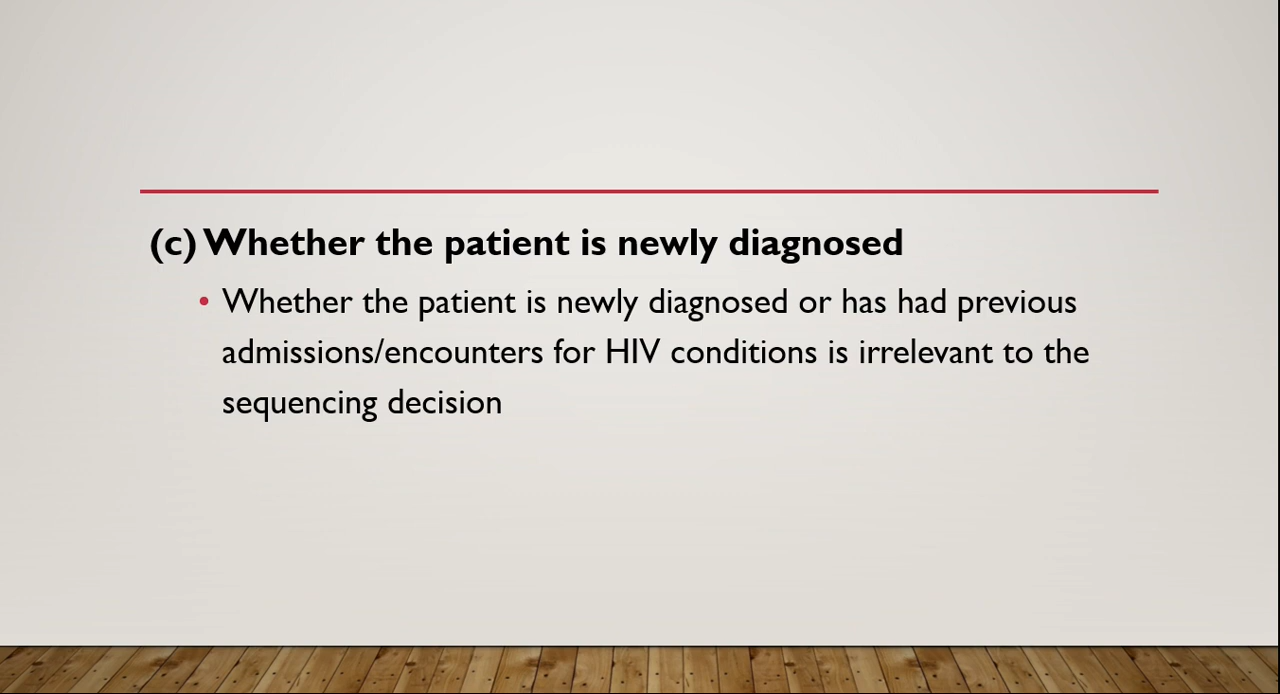 (c) Whether the patient is newly diagnosed
• Whether the patient is newly diagnosed or has had previous
admissions/encounters for HIV conditions is irrelevant to the
sequencing decision